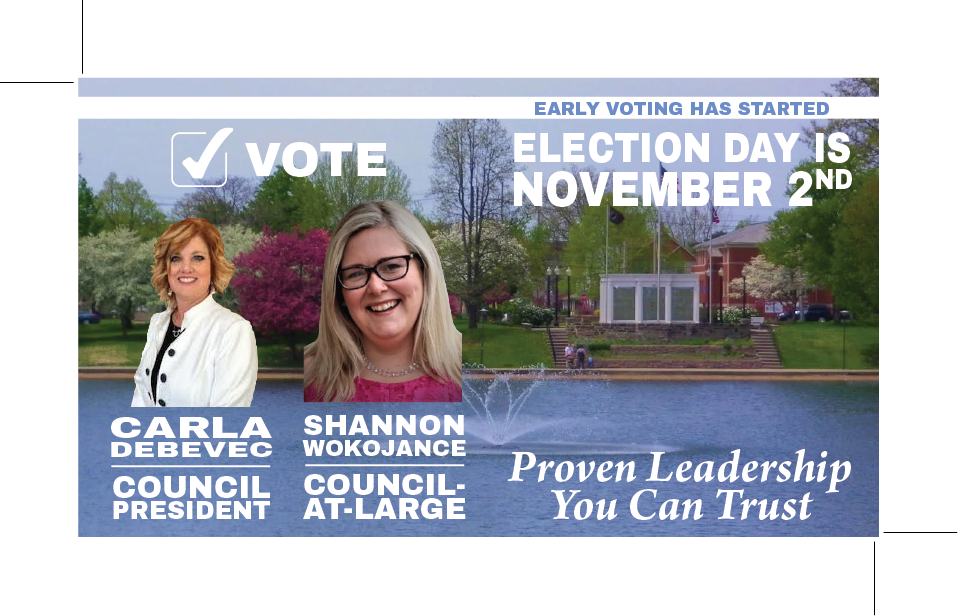 EARLY VOTING HAS STARTED
VOTE
ELECTION DAY IS
NOVEMBER 2ND
CARLA
DEBEVEC
COUNCIL
PRESIDENT
SHANNON
WOKOJANCE
COUNCIL-
AT-LARGE
Proven Leadership
You Can Trust